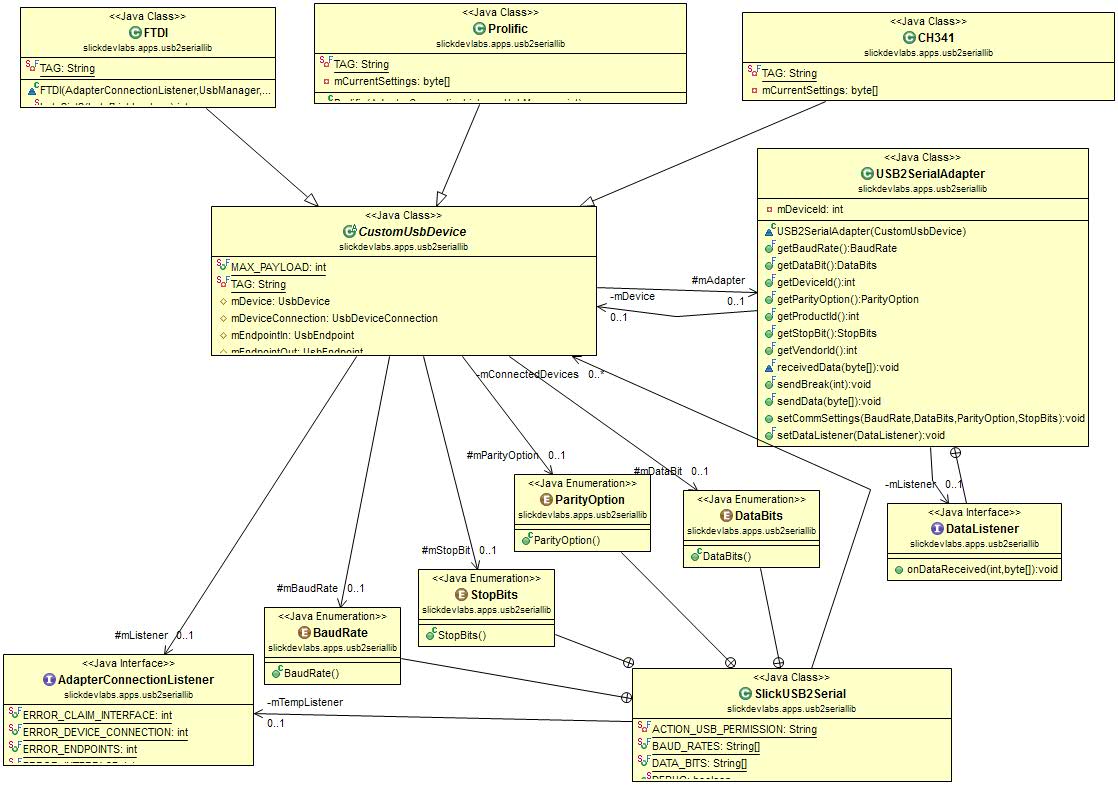 <<Java Class>>
FTDI
slickdevlabs.apps.usb2seriallib
TAG: String
FTDI(AdapterConnectionListener,UsbManager,...
<<Java Class>>
Prolific
slickdevlabs.apps.usb2seriallib
TAG: String
mCurrentSettings: byte[]
<<Java Class>>
CH341
slickdevlabs.apps.usb2seriallib
TAG: String
mCurrentSettings: byte[]
<<Java Class>>
CustomUsbDevice
slickdevlabs.apps.usb2seriallib
MAX_PAYLOAD: int
TAG: String
mDevice: UsbDevice
mDeviceConnection: UsbDeviceConnection
mEndpointIn: UsbEndpoint
mEndpointOut: UsbEndpoint
#mAdapter
0..1
-mDevice
0..1
<<Java Class>>
USB2SerialAdapter
slickdevlabs.apps.usb2seriallib
mDeviceId: int
USB2SerialAdapter(CustomUsbDevice)
getBaudRate():BaudRate
getDataBit():DataBits
getDeviceId():int
getParityOption():ParityOption
getProductId():int
getStopBit():StopBits
getVendorId():int
receivedData(byte[]):void
sendBreak(int):void
sendData(byte[]):void
setCommSettings(BaudRate,DataBits,ParityOption,StopBits):void
setDataListener(DataListener):void
-mConnectedDevices 0..*
#mParityOption 0..1
#mDataBit 0..1
-mListener 0..1
<<Java Enumeration>>
ParityOption
slickdevlabs.apps.usb2seriallib
ParityOption()
<<Java Enumeration>>
DataBits
slickdevlabs.apps.usb2seriallib
DataBits()
<<Java Interface>>
DataListener
slickdevlabs.apps.usb2seriallib
onDataReceived(int,byte[]):void
#mStopBit 0..1
<<Java Enumeration>>
StopBits
slickdevlabs.apps.usb2seriallib
StopBits()
#mBaudRate 0..1
<<Java Enumeration>>
BaudRate
slickdevlabs.apps.usb2seriallib
BaudRate()
#mListener 0..1
<<Java Interface>>
AdapterConnectionListener
slickdevlabs.apps.usb2seriallib
ERROR_CLAIM_INTERFACE: int
ERROR_DEVICE_CONNECTION: int
ERROR_ENDPOINTS: int
-mTempListener
0..1
<<Java Class>>
SlickUSB2Serial
slickdevlabs.apps.usb2seriallib
ACTION_USB_PERMISSION: String
BAUD_RATES: String[]
DATA_BITS: String[]
DEBUG: boolean